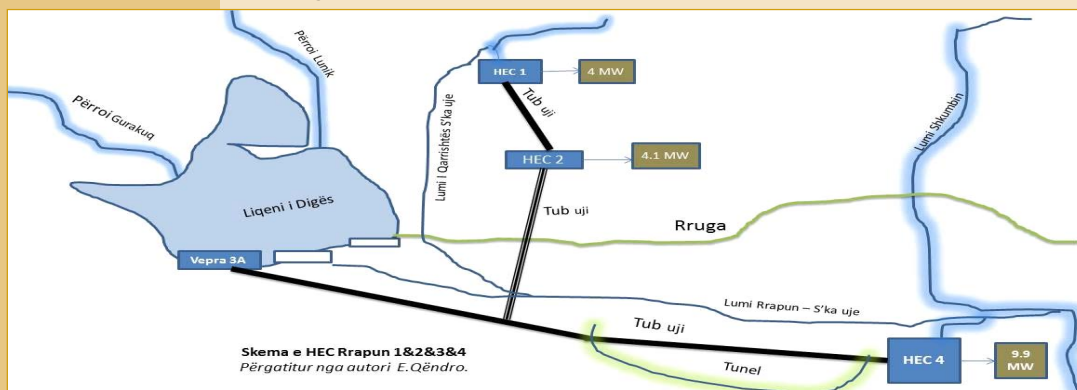 Përroi Lunik
HEC 1
4 MW
Përroi Gurakuq
Tub uji
Lumi I Qarrishtës S'ka uje
Lumi Shkumbin
HEC 2
4.1 MW
Liqeni i Digës
Tub uji
Rruga
Vepra 3A
Lumi Rrapun – S'ka uje
Tub uji
Skema e HEC Rrapun 1&2&3&4
Përgatitur nga autori E.Qëndro.
Tunel
HEC 4
9.9
MW